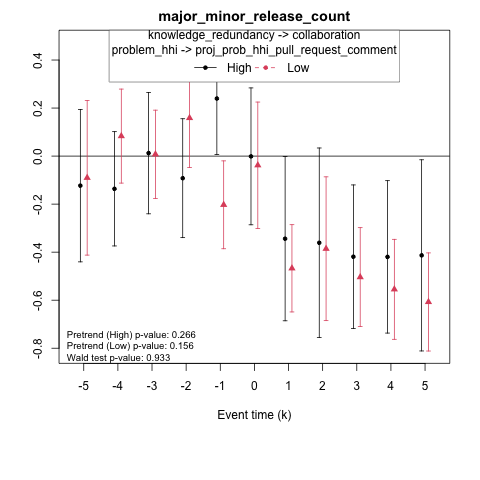 major_minor_release_count
knowledge_redundancy -> collaboration
problem_hhi -> proj_prob_hhi_pull_request_comment
High Low
0.4
0.2
0.0
-0.2
-0.4
-0.6
-0.8
Pretrend (High) p-value: 0.266
Pretrend (Low) p-value: 0.156
Wald test p-value: 0.933
-5 -4 -3 -2 -1 0 1 2 3 4 5
Event time (k)